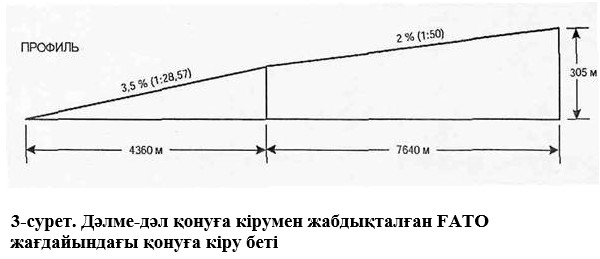 2 % (1:50)
ПРОФИЛЬ
3,5 % (1:28,57)
305 м
4360 м
7640 м
3-сурет. Дәлме-дәл қонуға кірумен жабдықталған FATO
жағдайындағы қонуға кіру беті